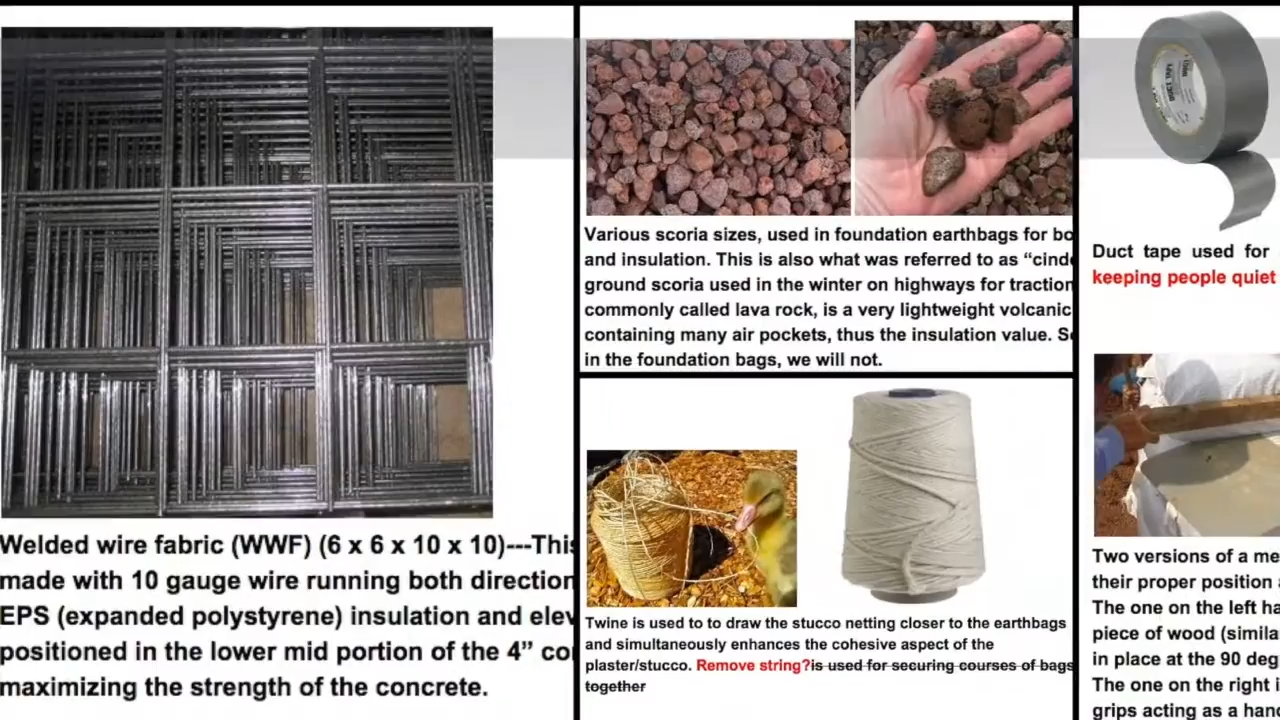 Welded wire fabric (WWF) (6 x 6 x 10 x 10)---This
made with 10 gauge wire running both direction
EPS (expanded polystyrene) insulation and elev
positioned in the lower mid portion of the 4” co
maximizing the strength of the concrete.
Various scoria sizes, used in foundation earthbags for bo
and insulation. This is also what was referred to as “cind
ground scoria used in the winter on highways for traction
commonly called lava rock, is a very lightweight volcanic
containing many air pockets, thus the insulation value. So
in the foundation bags, we will not.
Twine is used to to draw the stucco netting closer to the earthbags
and simultaneously enhances the cohesive aspect of the
plaster/stucco. Remove string?is used for securing courses of bags
together
Duct tape used for
keeping people quiet
Two versions of a me
their proper position a
The one on the left ha
piece of wood (simila
in place at the 90 deg
The one on the right i
grips acting as a hand